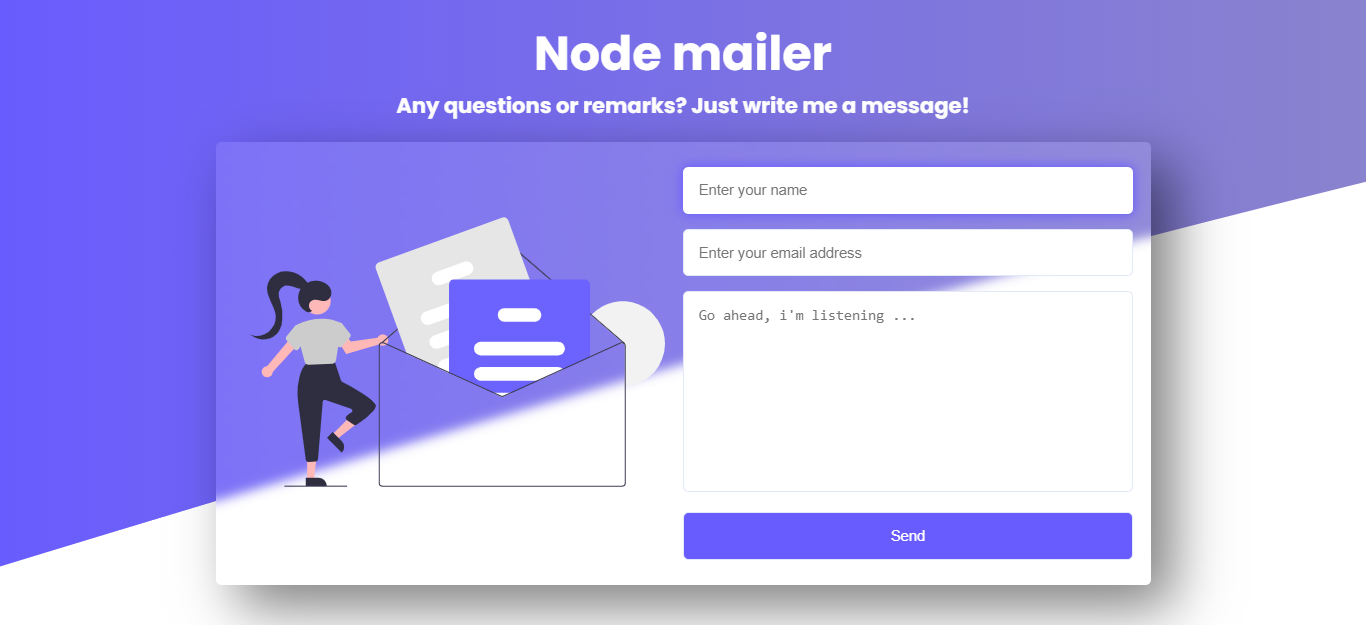 Node mailer
Any questions or remarks? Just write me a message!
Enter your name
Enter your email address
Go ahead, i'm listening ...
Send